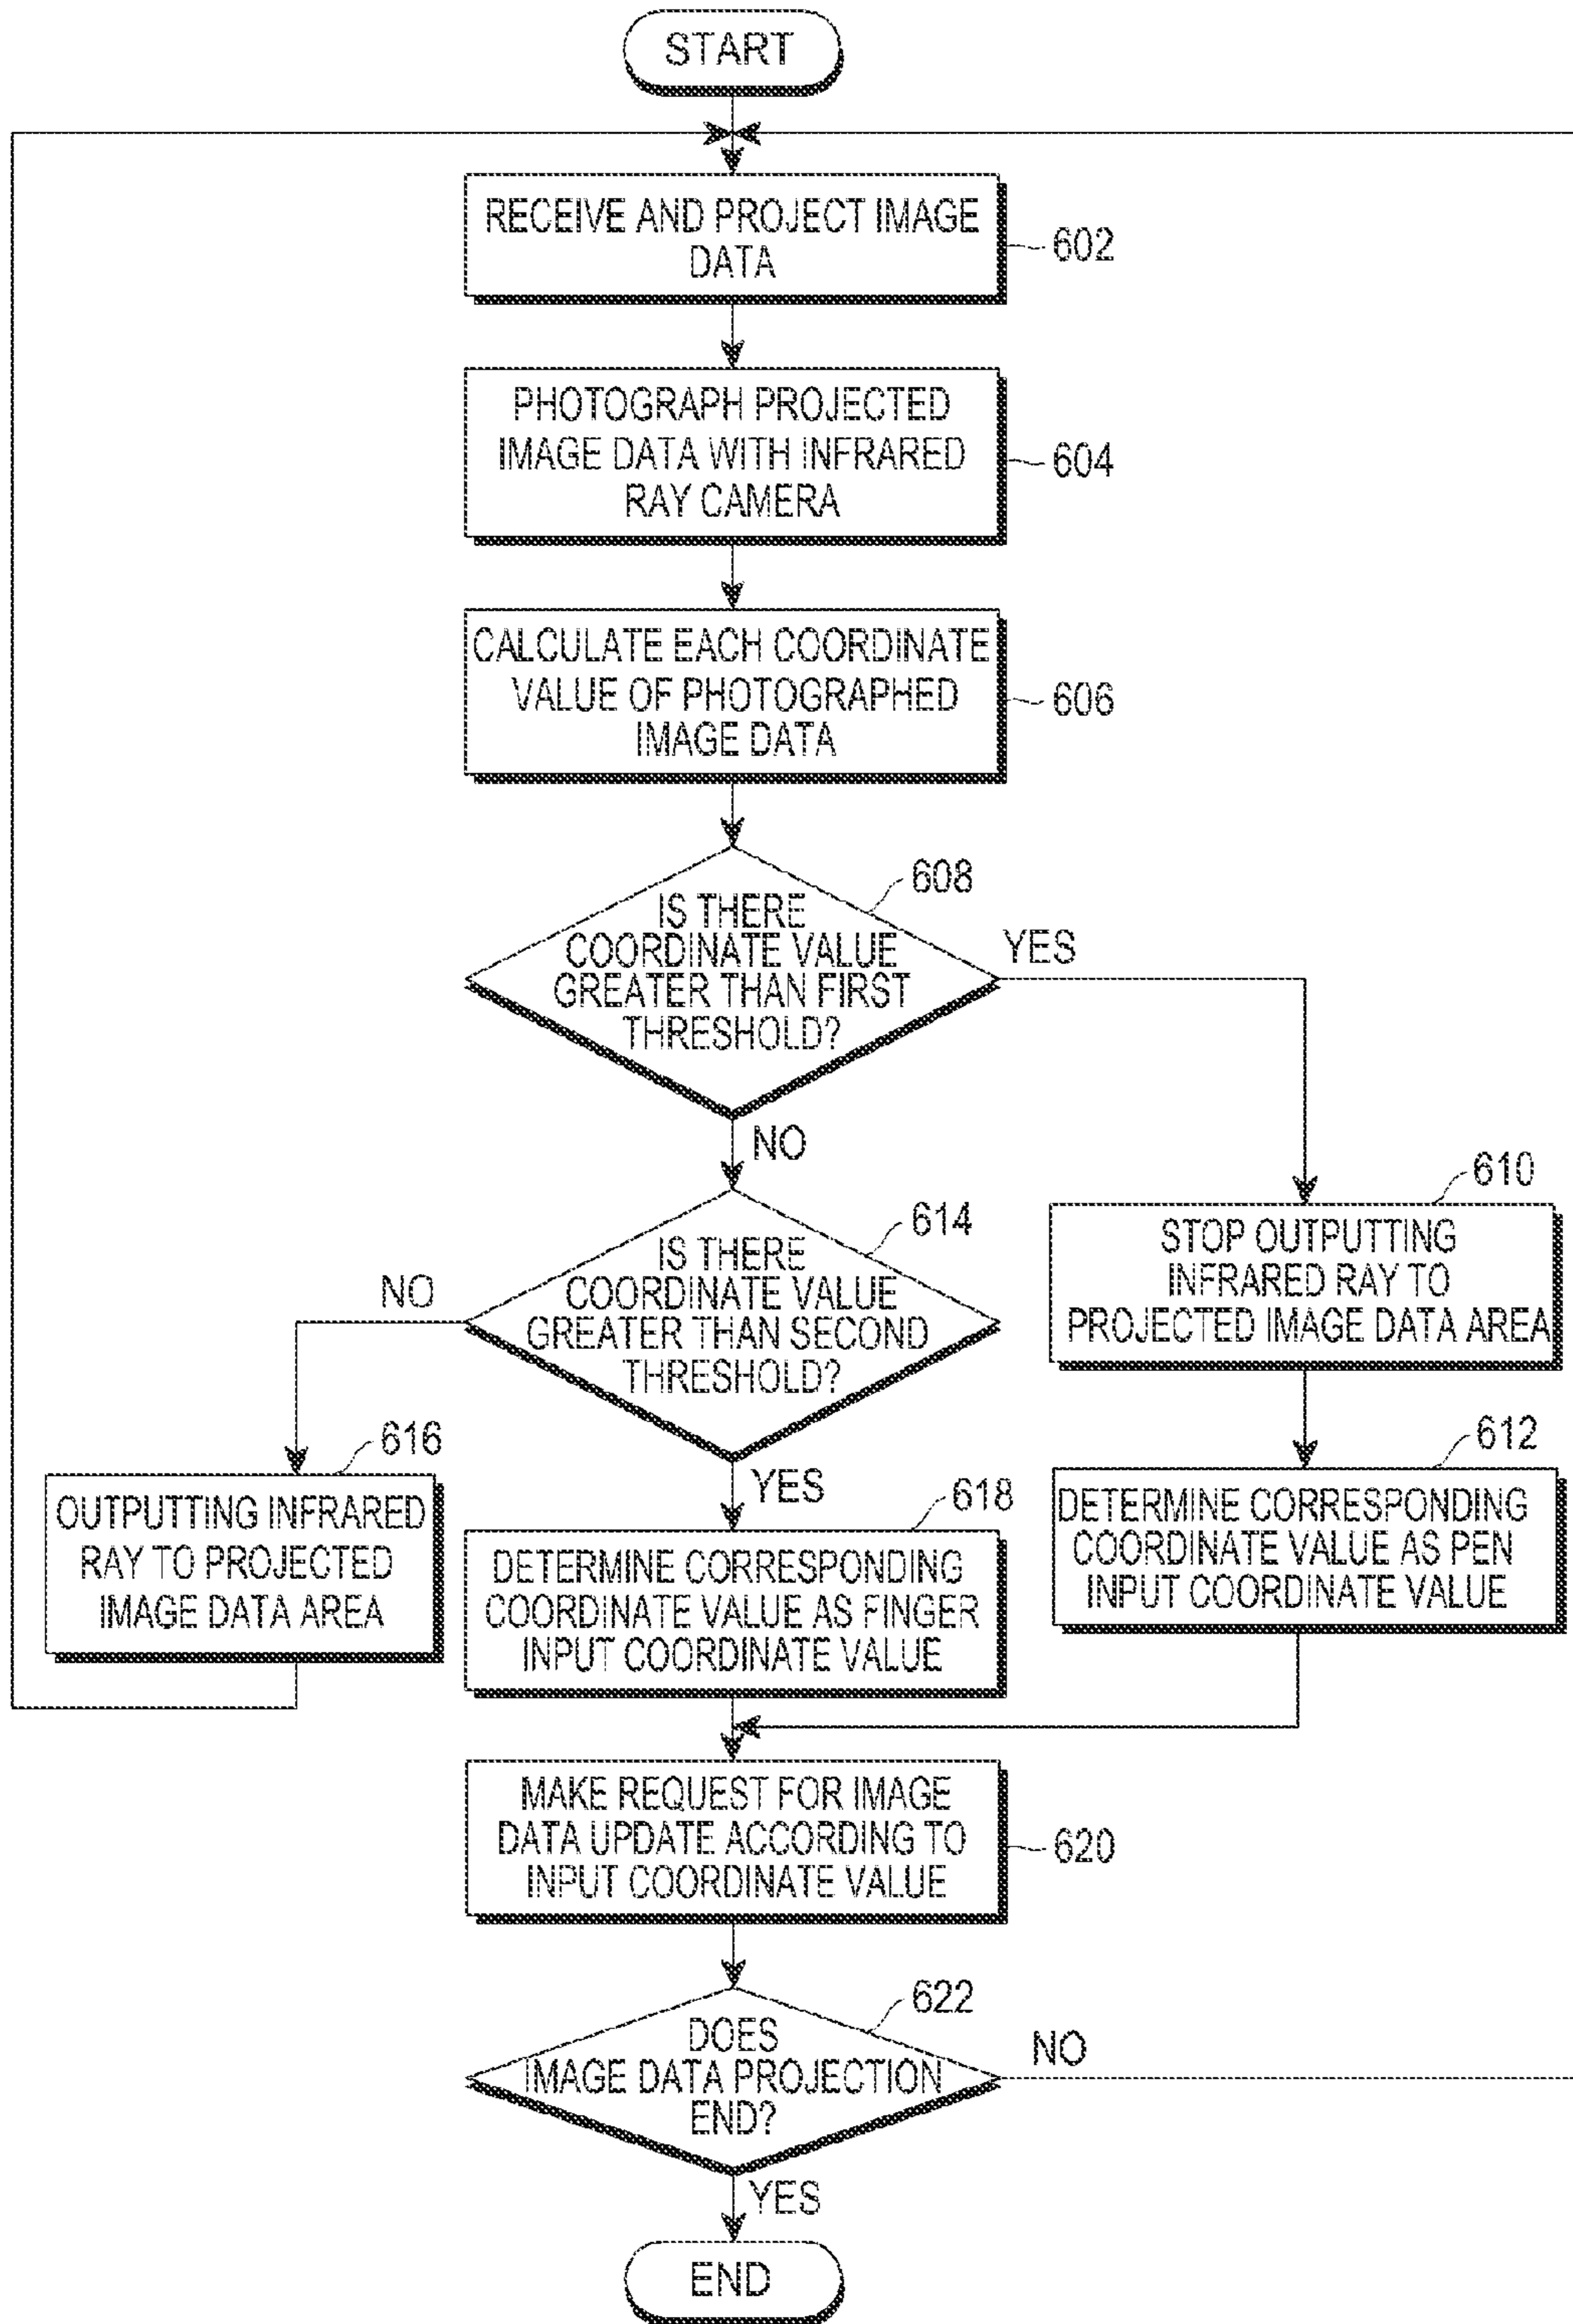 START
RECEIVE AND PROJECT IMAGE
DATA
602
PHOTOGRAPH PROJECTED
IMAGE DATA WITH INFRARED
RAY CAMERA
604
CALCULATE EACH COORDINATE
VALUE OF PHOTOGRAPHED
IMAGE DATA
606
608
IS THERE
COORDINATE VALUE
GREATER THAN FIRST
THRESHOLD?
YES
NO
610
STOP OUTPUTTING
INFRARED RAY TO
PROJECTED IMAGE DATA AREA
612
DETERMINE CORRESPONDING
COORDINATE VALUE AS PEN
INPUT COORDINATE VALUE
614
IS THERE
COORDINATE VALUE
GREATER THAN SECOND
THRESHOLD?
NO
YES
616
OUTPUTTING INFRARED
RAY TO PROJECTED
IMAGE DATA AREA
618
DETERMINE CORRESPONDING
COORDINATE VALUE AS FINGER
INPUT COORDINATE VALUE
MAKE REQUEST FOR IMAGE
DATA UPDATE ACCORDING TO
INPUT COORDINATE VALUE
620
622
DOES
IMAGE DATA PROJECTION
END?
NO
YES
END